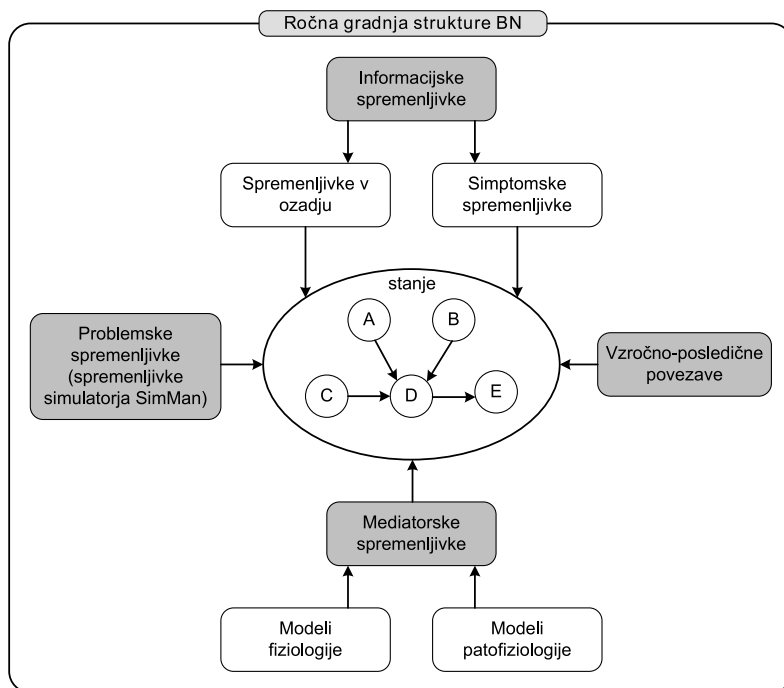 Ročna gradnja strukture BN
Informacijske
spremenljivke
Spremenljivke v
ozadju
Simptomske
spremenljivke
stanje
A
B
Problemske
spremenljivke
(spremenljivke
simulatorja SimMan)
Vzročno-posledične
povezave
C
D
E
Mediatorske
spremenljivke
Modeli
fiziologije
Modeli
patofiziologije